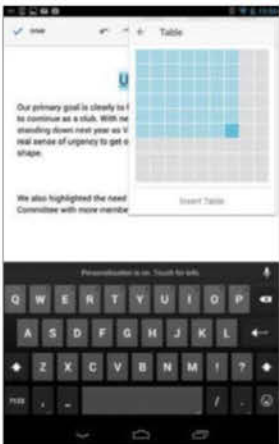 Table
U
Our primary goal is clearly to
to continue as a club. With ne
standing down next year as V
real sense of urgency to get o
shape.
We also highlighted the need
Committee with more membe
Insert Table
Personalisation is on. Touch for info.
Q W E R T Y U I O P
A S D F G H J K L
Z X C V B N M ! ?
?123 , - / .